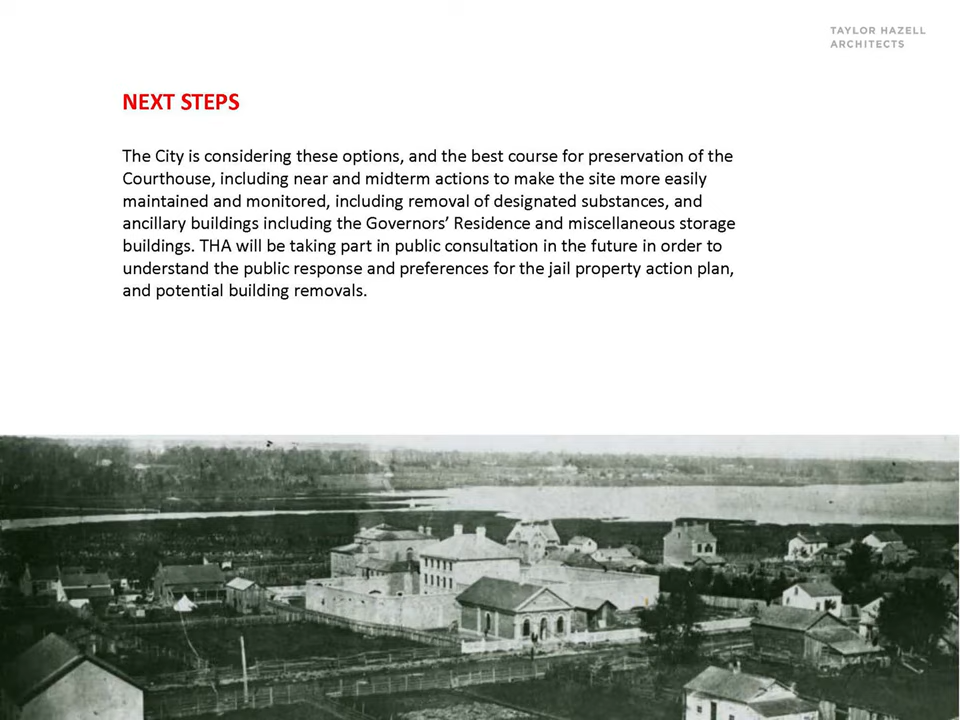 TAYLOR HAZELL
ARCHITECTS
NEXT STEPS
The City is considering these options, and the best course for preservation of the
Courthouse, including near and midterm actions to make the site more easily
maintained and monitored, including removal of designated substances, and
ancillary buildings including the Governors’ Residence and miscellaneous storage
buildings. THA will be taking part in public consultation in the future in order to
understand the public response and preferences for the jail property action plan,
and potential building removals.